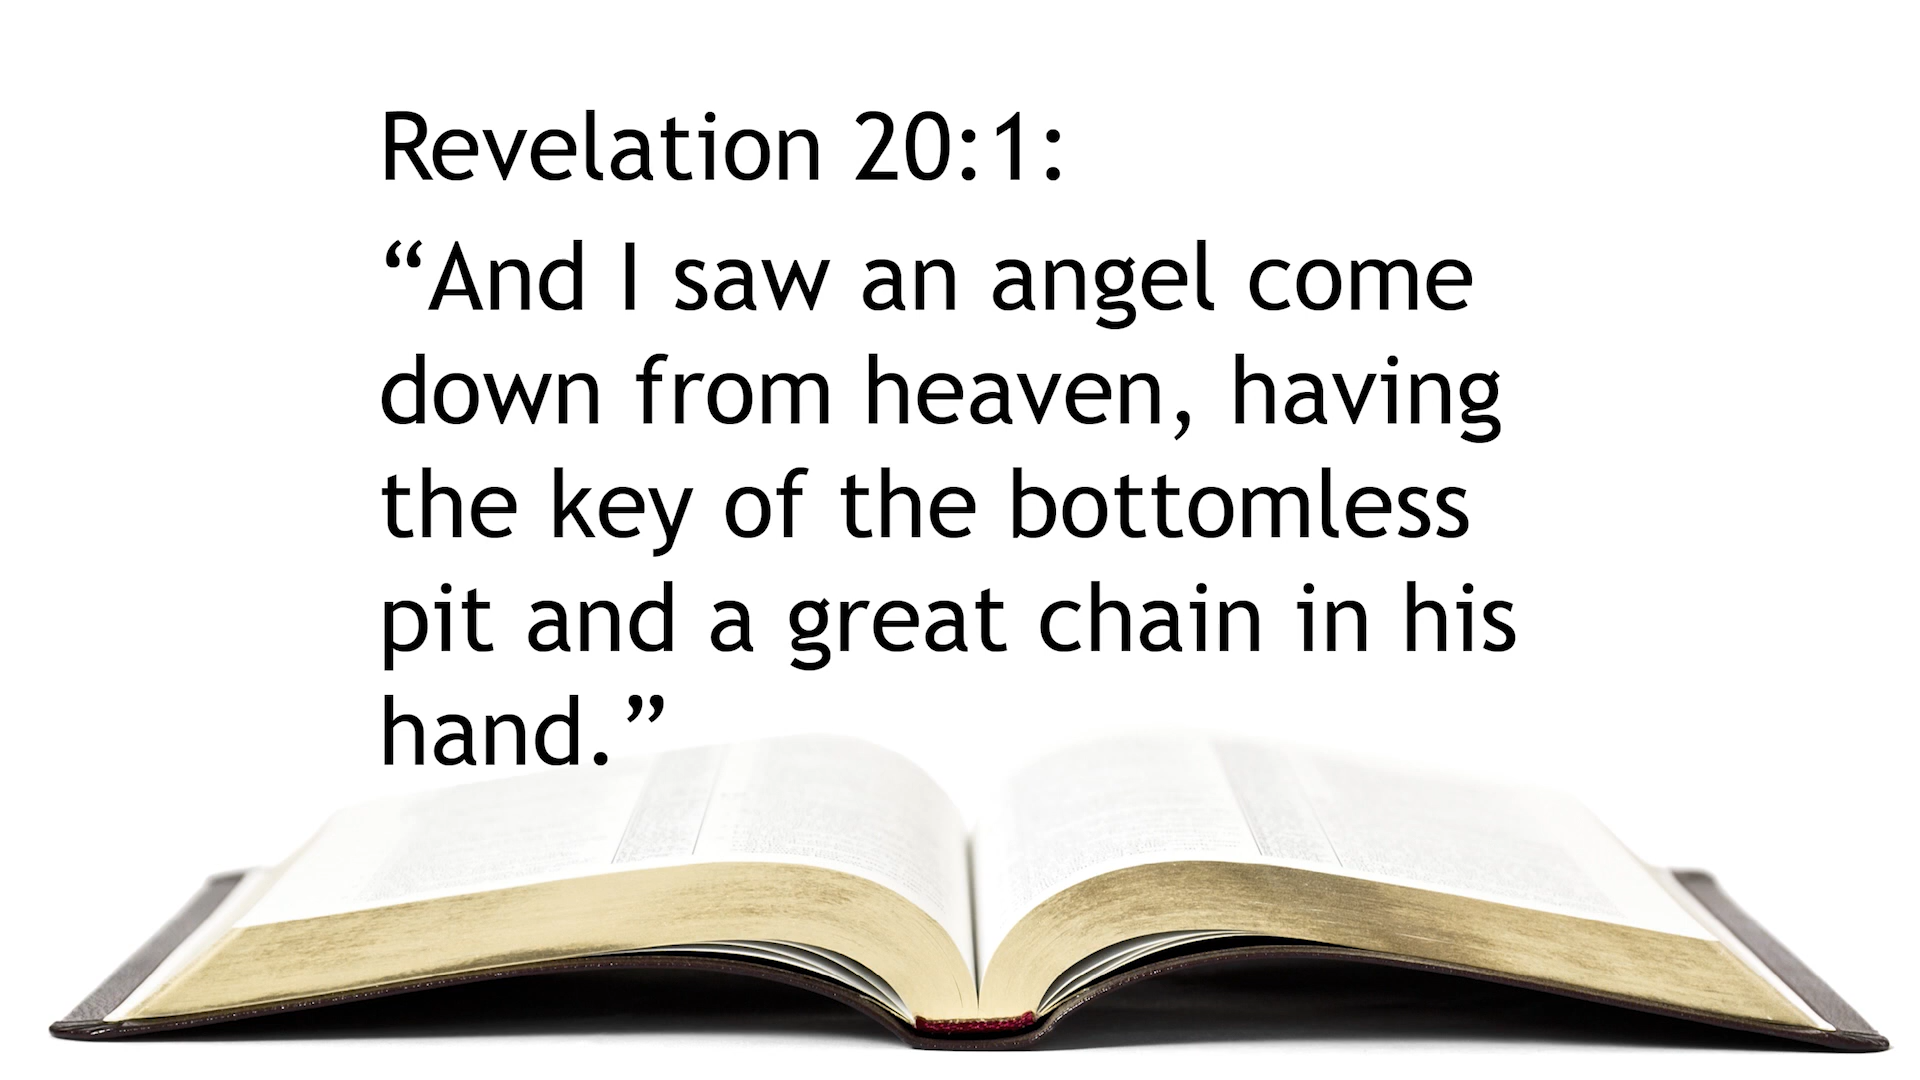 Revelation 20:1:
“And I saw an angel come
down from heaven, having
the key of the bottomless
pit and a great chain in his
hand.”